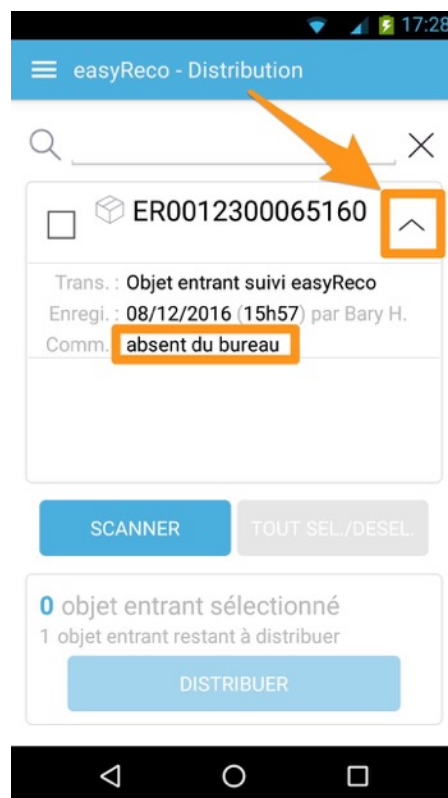 17:28
easyReco - Distribution
ER0012300065160
Trans. : Objet entrant suivi easyReco
Enregi. : 08/12/2016 (15h57) par Bary H.
Comm. : absent du bureau
SCANNER
TOUT SEL./DESEL.
0 objet entrant sélectionné
1 objet entrant restant à distribuer
DISTRIBUER